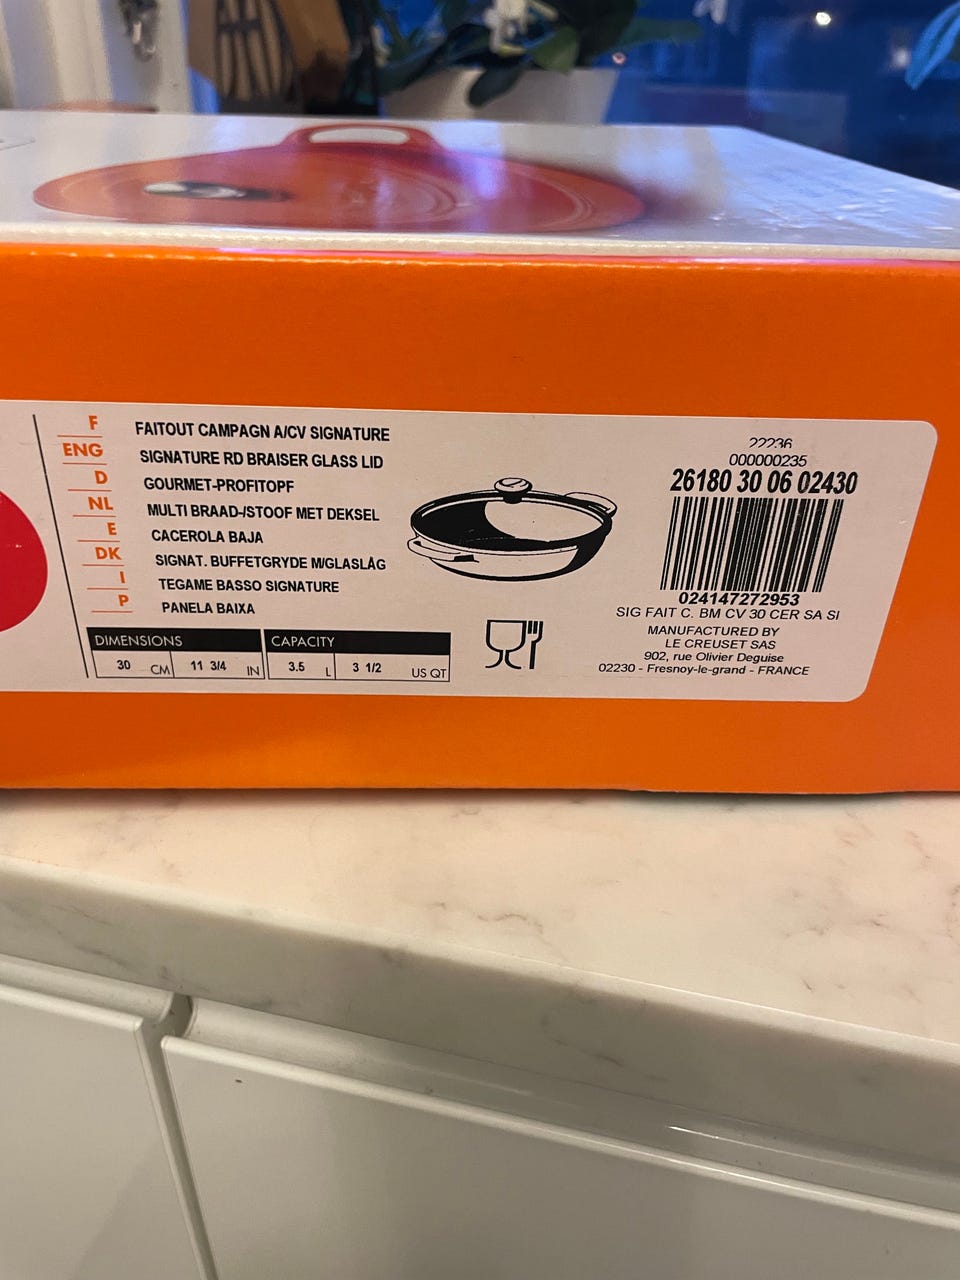 F FAITOUT CAMPAGN A/CV SIGNATURE
ENG SIGNATURE RD BRAISER GLASS LID
D GOURMET-PROFITOPF
NL MULTI BRAAD-/STOOF MET DEKSEL
E CACEROLA BAJA
DK SIGNAT. BUFFETGRYDE M/GLASLÅG
I TEGAME BASSO SIGNATURE
P PANELA BAIXA
DIMENSIONS CAPACITY
30 CM 11 3/4 IN 3.5 L 3 1/2 US QT
22236
000000235
26180 30 06 02430
024147272953
SIG FAIT C. BM CV 30 CER SA SI
MANUFACTURED BY
LE CREUSET SAS
902, rue Olivier Deguise
02230 - Fresnoy-le-grand - FRANCE